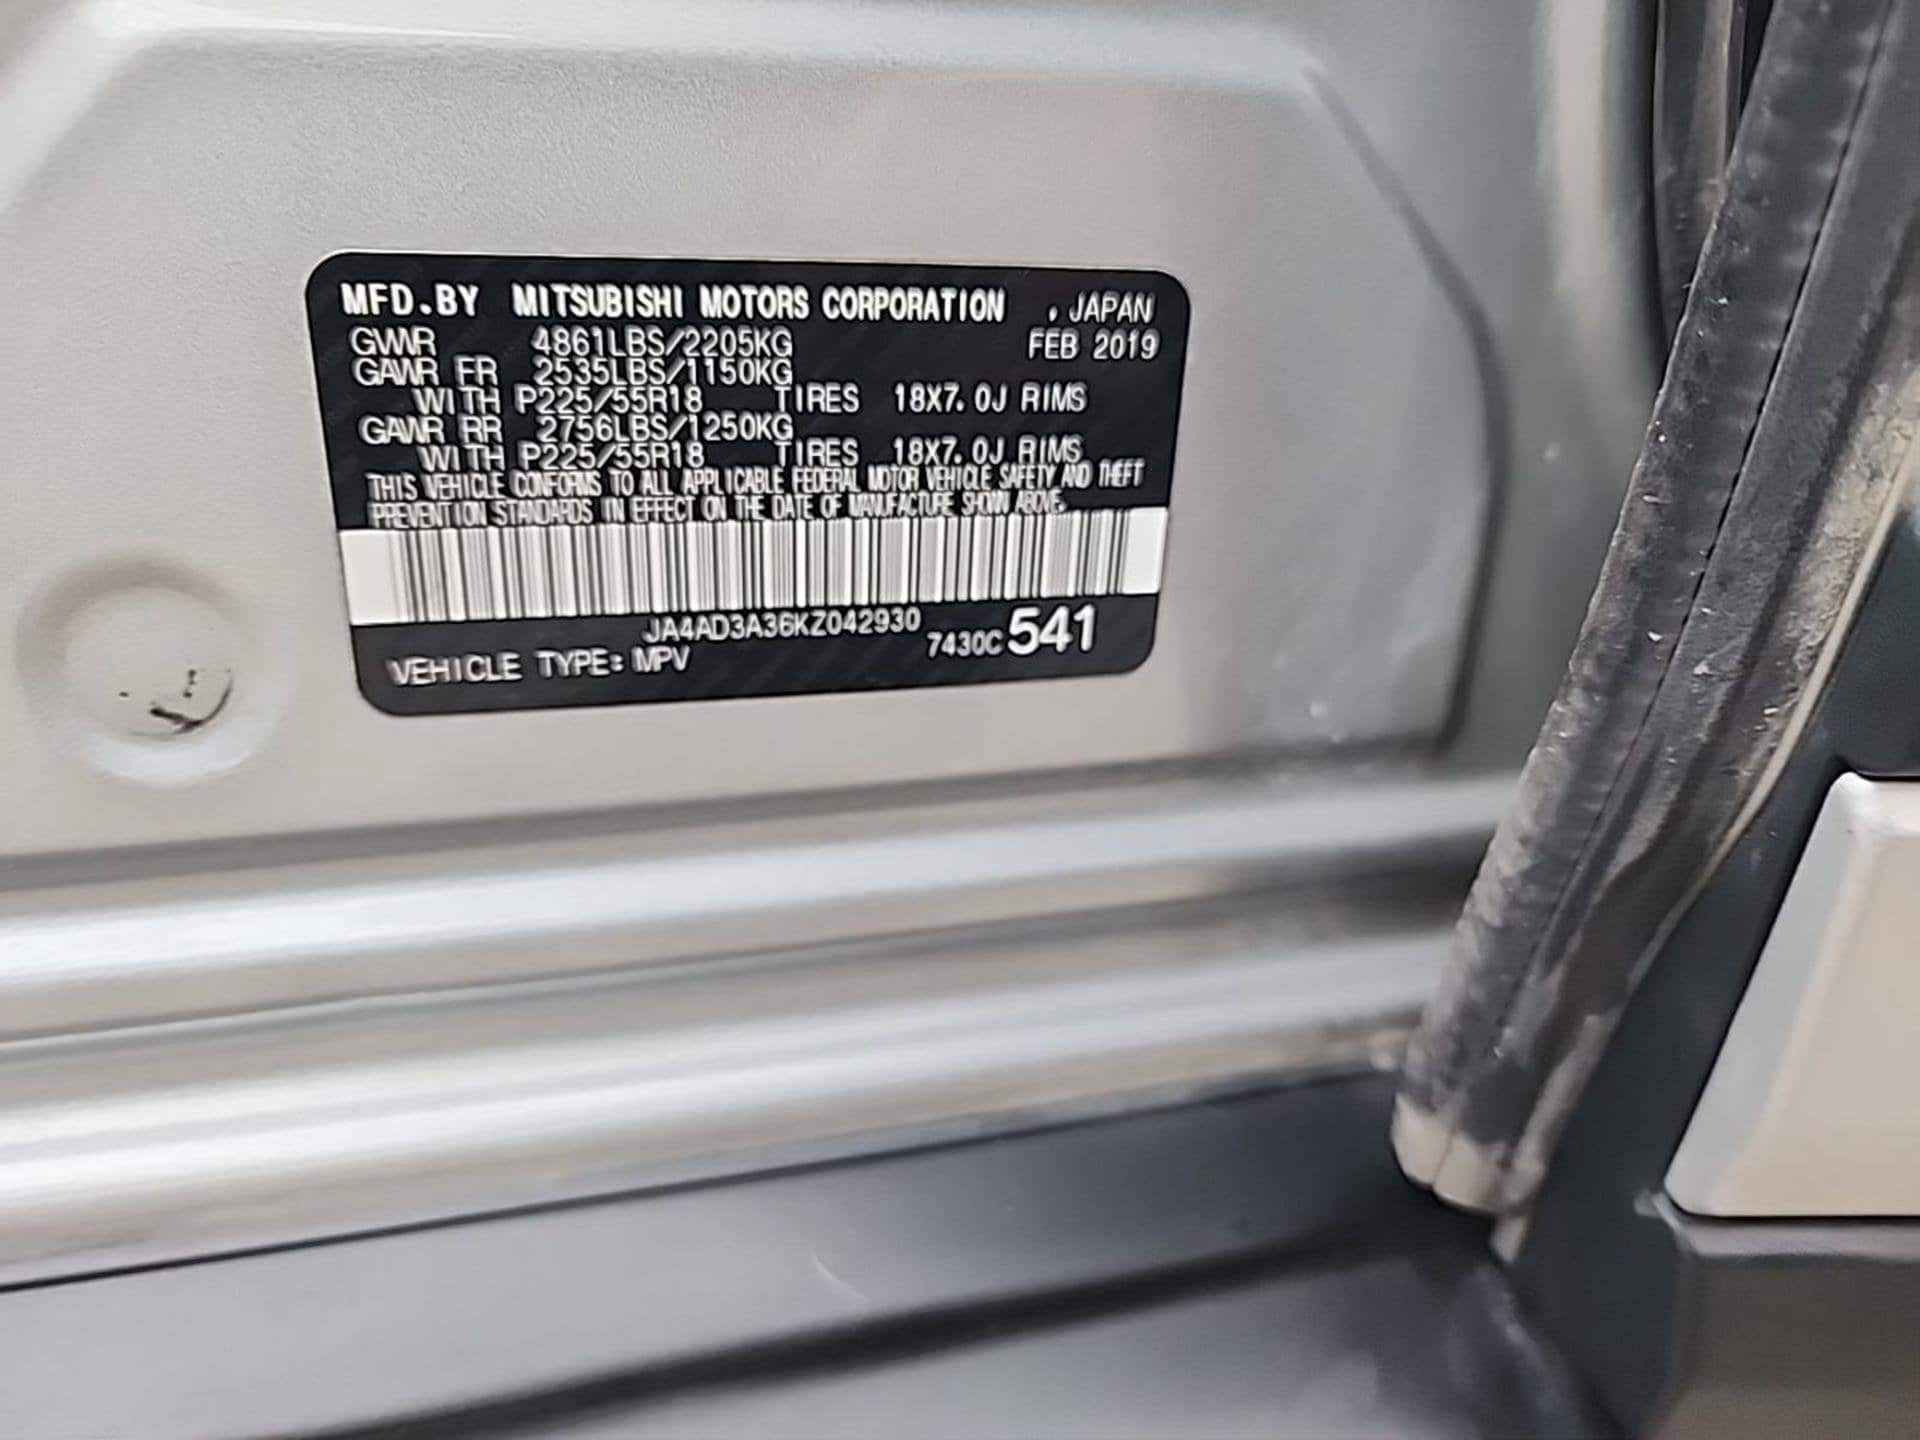 MFD.BY MITSUBISHI MOTORS CORPORATION , JAPAN
GVWR 4861LBS/2205KG FEB 2019
GAWR FR 2535LBS/1150KG
WITH P225/55R18 TIRES 18X7.0J RIMS
GAWR RR 2756LBS/1250KG
WITH P225/55R18 TIRES 18X7.0J RIMS
THIS VEHICLE CONFORMS TO ALL APPLICABLE FEDERAL MOTOR VEHICLE SAFETY AND THEFT
PREVENTION STANDARDS IN EFFECT ON THE DATE OF MANUFACTURE SHOWN ABOVE.
JA4AD3A36KZ042930
7430C 541
VEHICLE TYPE: MPV